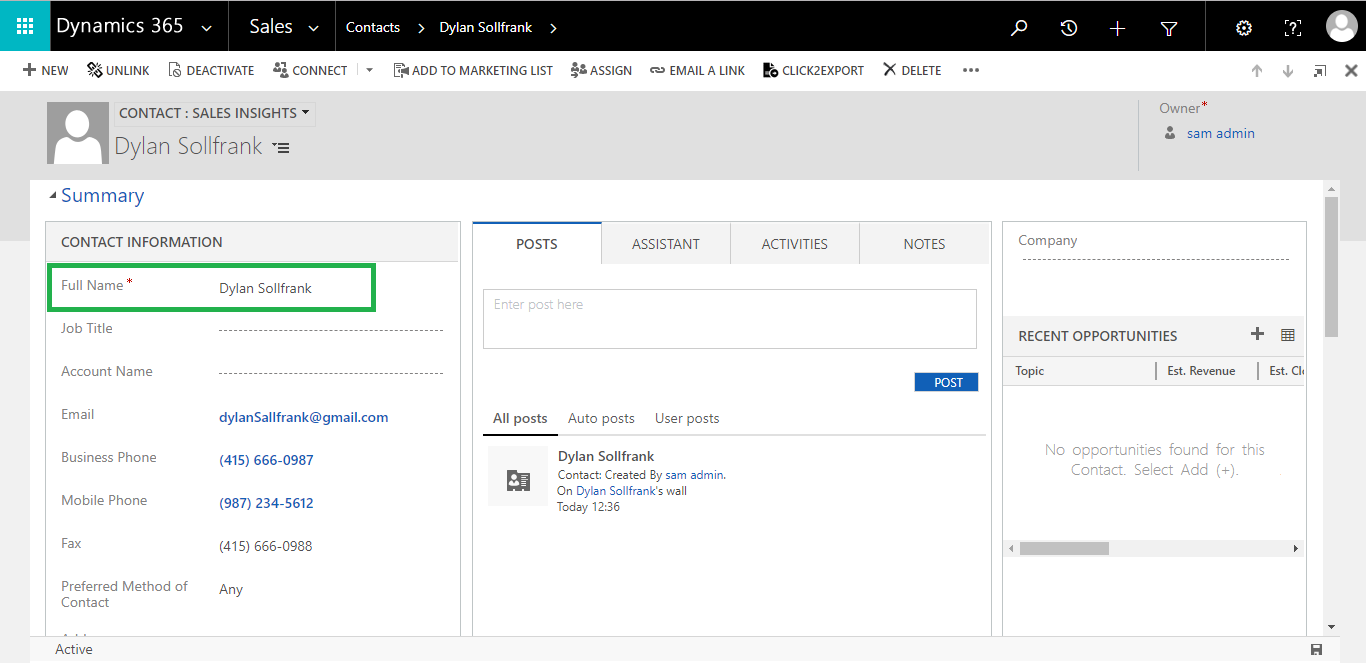 Dynamics 365 Sales Contacts Dylan Sollfrank
NEW UNLINK DEACTIVATE CONNECT ADD TO MARKETING LIST ASSIGN EMAIL A LINK CLICK2EXPORT DELETE •••
CONTACT : SALES INSIGHTS
Dylan Sollfrank
Owner*
sam admin
Summary
CONTACT INFORMATION
Full Name * Dylan Sollfrank
Job Title
Account Name
Email dylanSallfrank@gmail.com
Business Phone (415) 666-0987
Mobile Phone (987) 234-5612
Fax (415) 666-0988
Preferred Method of
Contact
Any
POSTS ASSISTANT ACTIVITIES NOTES
Enter post here
POST
All posts Auto posts User posts
Dylan Sollfrank
Contact: Created By sam admin.
On Dylan Sollfrank's wall
Today 12:36
Company
RECENT OPPORTUNITIES
Topic Est. Revenue Est. Cl
No opportunities found for this
Contact. Select Add (+).
Active